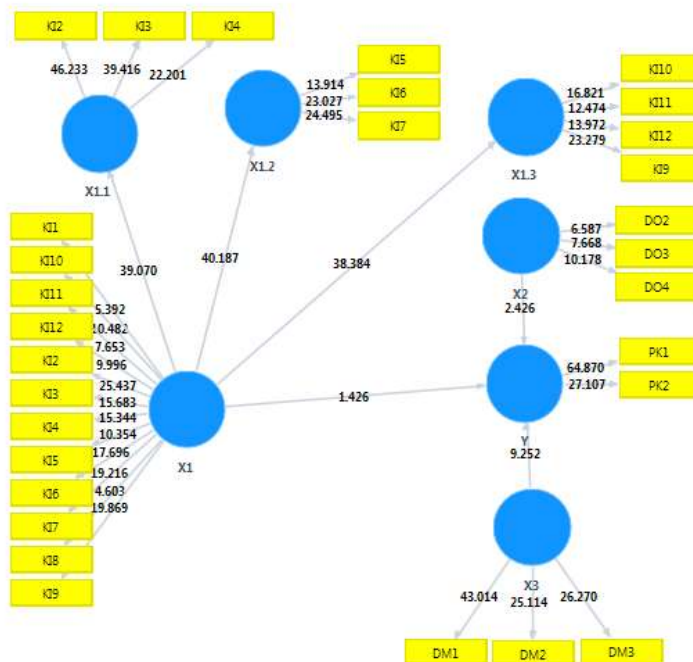 KI2
KI3
KI4
46.233
39.416
22.201
X1.1
KI5
KI6
KI7
13.914
23.027
24.495
X1.2
KI10
KI11
KI12
KI9
16.821
12.474
13.972
23.279
X1.3
DO2
DO3
DO4
6.587
7.668
10.178
X2
2.426
39.070
40.187
38.384
KI1
KI10
KI11
KI12
KI2
KI3
KI4
KI5
KI6
KI7
KI8
KI9
5.392
10.482
7.653
9.996
25.437
15.683
15.344
10.354
17.696
19.216
4.603
19.869
X1
1.426
PK1
PK2
64.870
27.107
Y
9.252
X3
43.014
25.114
26.270
DM1
DM2
DM3